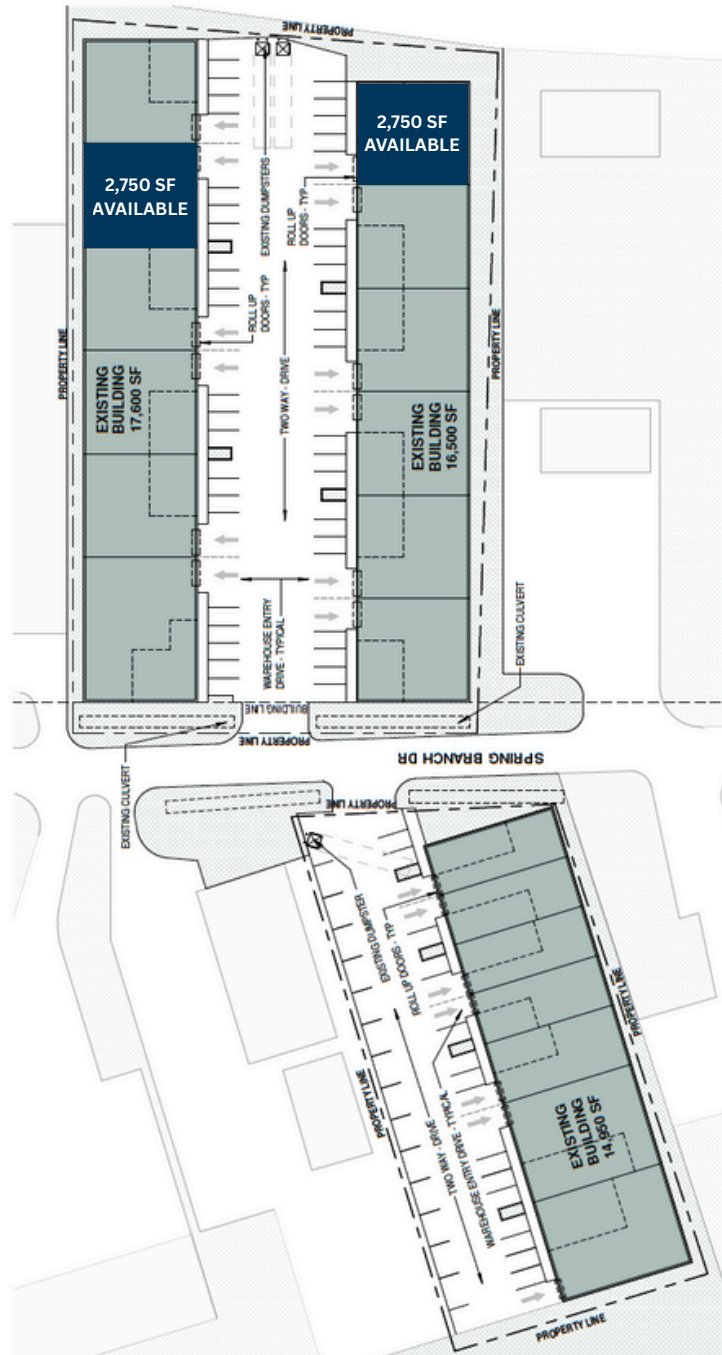 PROPERTY LINE
2,750 SF
AVAILABLE
2,750 SF
AVAILABLE
EXISTING DUMPSTERS
ROLL UP
DOORS - TYP
ROLL UP
DOORS - TYP
PROPERTY LINE
PROPERTY LINE
TWO WAY - DRIVE
EXISTING
BUILDING
17,600 SF
EXISTING
BUILDING
16,500 SF
WAREHOUSE ENTRY
DRIVE - TYPICAL
EXISTING CULVERT
BUILDING LINE
PROPERTY LINE
SPRING BRANCH DR
EXISTING CULVERT
PROPERTY LINE
EXISTING DUMPSTER
ROLL UP DOORS - TYP
PROPERTY LINE
PROPERTY LINE
TWO WAY - DRIVE
WAREHOUSE ENTRY DRIVE - TYPICAL
EXISTING
BUILDING
14,950 SF
PROPERTY LINE